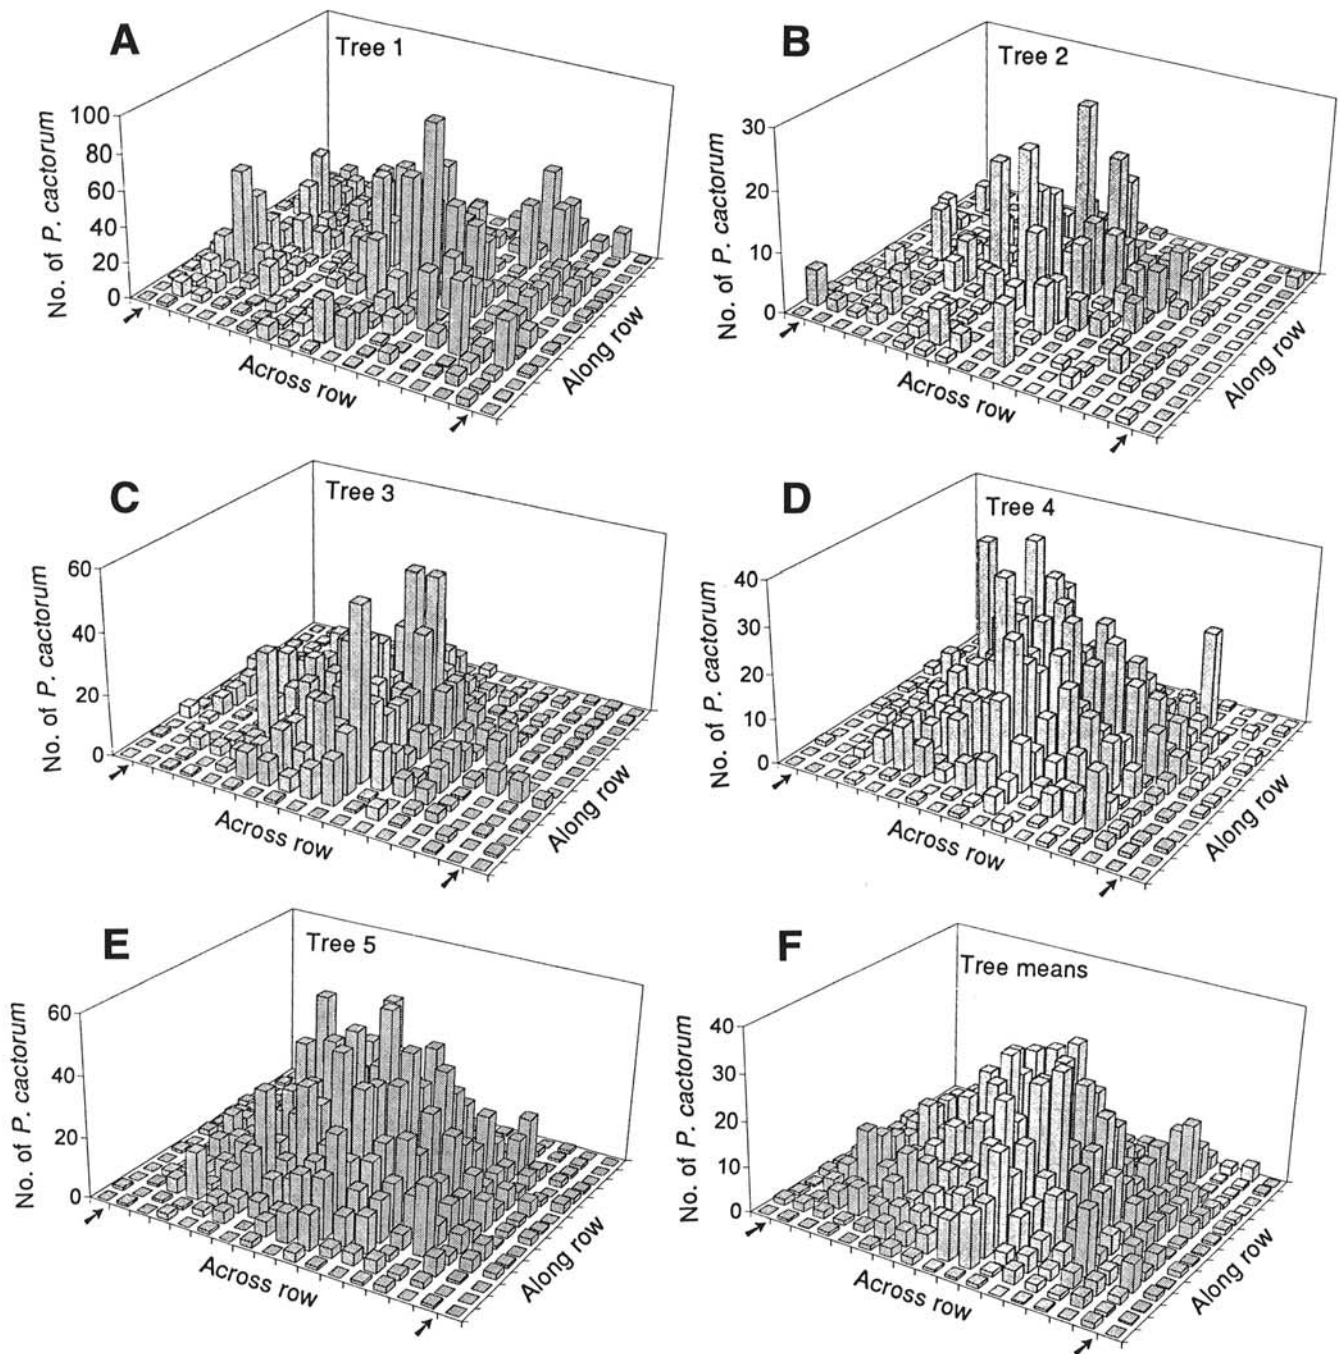 A
Tree 1
No. of P. cactorum
100
80
60
40
20
0
Across row
Along row
B
Tree 2
No. of P. cactorum
30
20
10
0
Across row
Along row
C
Tree 3
No. of P. cactorum
60
40
20
0
Across row
Along row
D
Tree 4
No. of P. cactorum
40
30
20
10
0
Across row
Along row
E
Tree 5
No. of P. cactorum
60
40
20
0
Across row
Along row
F
Tree means
No. of P. cactorum
40
30
20
10
0
Across row
Along row